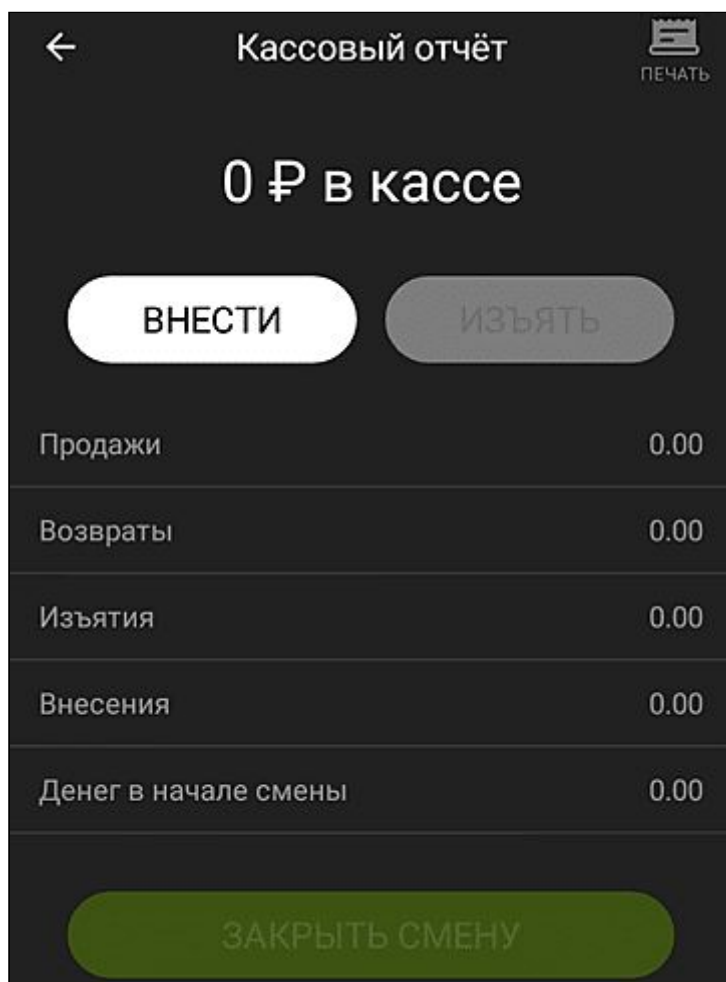 Кассовый отчёт
ПЕЧАТЬ
0 ₽ в кассе
ВНЕСТИ ИЗЪЯТЬ
Продажи 0.00
Возвраты 0.00
Изъятия 0.00
Внесения 0.00
Денег в начале смены 0.00
ЗАКРЫТЬ СМЕНУ